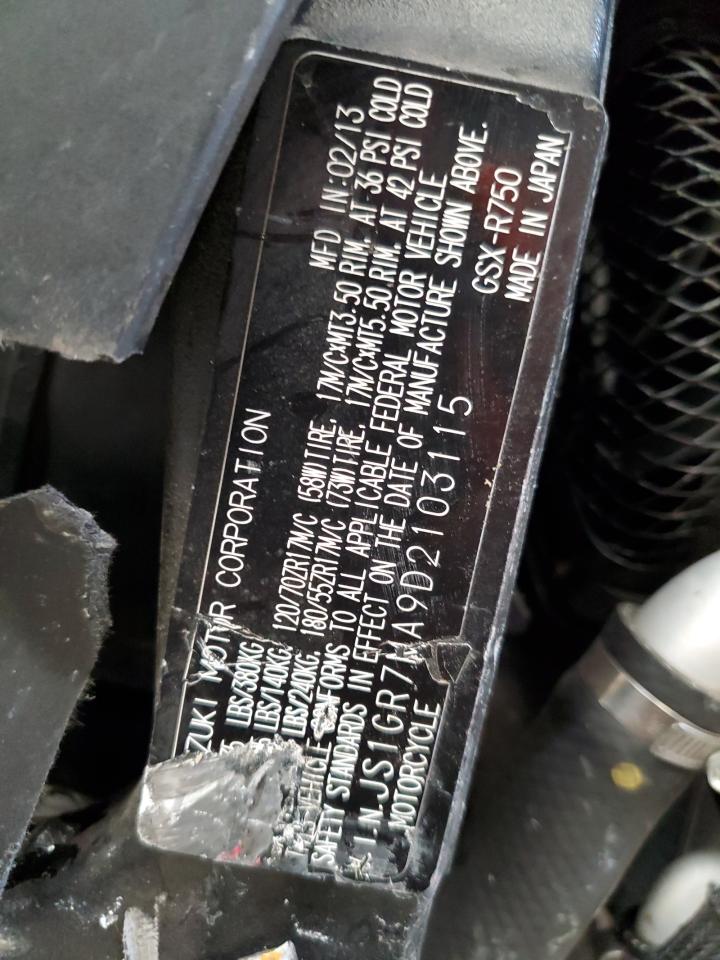 ZUKI MOTOR CORPORATION
MFD IN:02/13
LBS/380KG
LBS/140KG, 120/70ZR17M/C (58W)TIRE, 17M/CxMT3.50 RIM, AT 36 PSI COLD
LBS/240KG, 180/55ZR17M/C (73W)TIRE, 17M/CxMT5.50 RIM, AT 42 PSI COLD
VEHICLE CONFORMS TO ALL APPLICABLE FEDERAL MOTOR VEHICLE
SAFETY STANDARDS IN EFFECT ON THE DATE OF MANUFACTURE SHOWN ABOVE.
GSX-R750
MOTORCYCLE MADE IN JAPAN